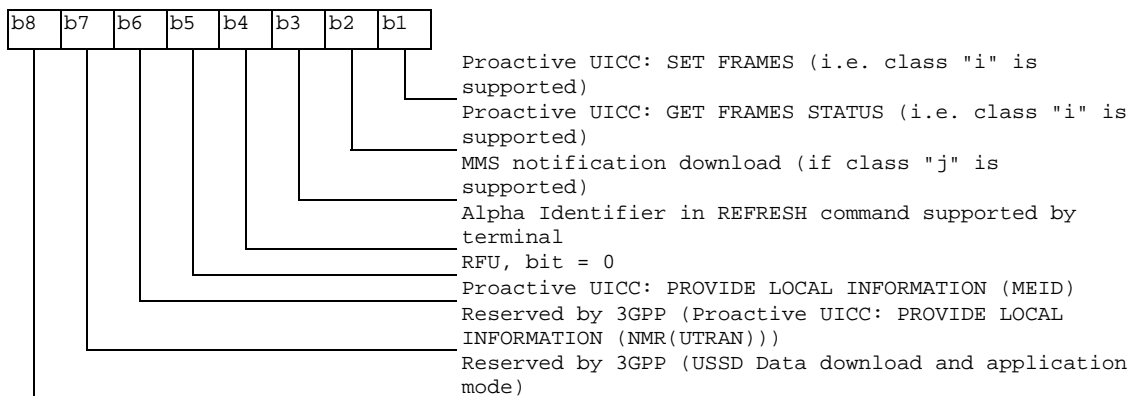 b8 b7 b6 b5 b4 b3 b2 b1
Proactive UICC: SET FRAMES (i.e. class "i" is
supported)
Proactive UICC: GET FRAMES STATUS (i.e. class "i" is
supported)
MMS notification download (if class "j" is
supported)
Alpha Identifier in REFRESH command supported by
terminal
RFU, bit = 0
Proactive UICC: PROVIDE LOCAL INFORMATION (MEID)
Reserved by 3GPP (Proactive UICC: PROVIDE LOCAL
INFORMATION (NMR(UTRAN)))
Reserved by 3GPP (USSD Data download and application
mode)